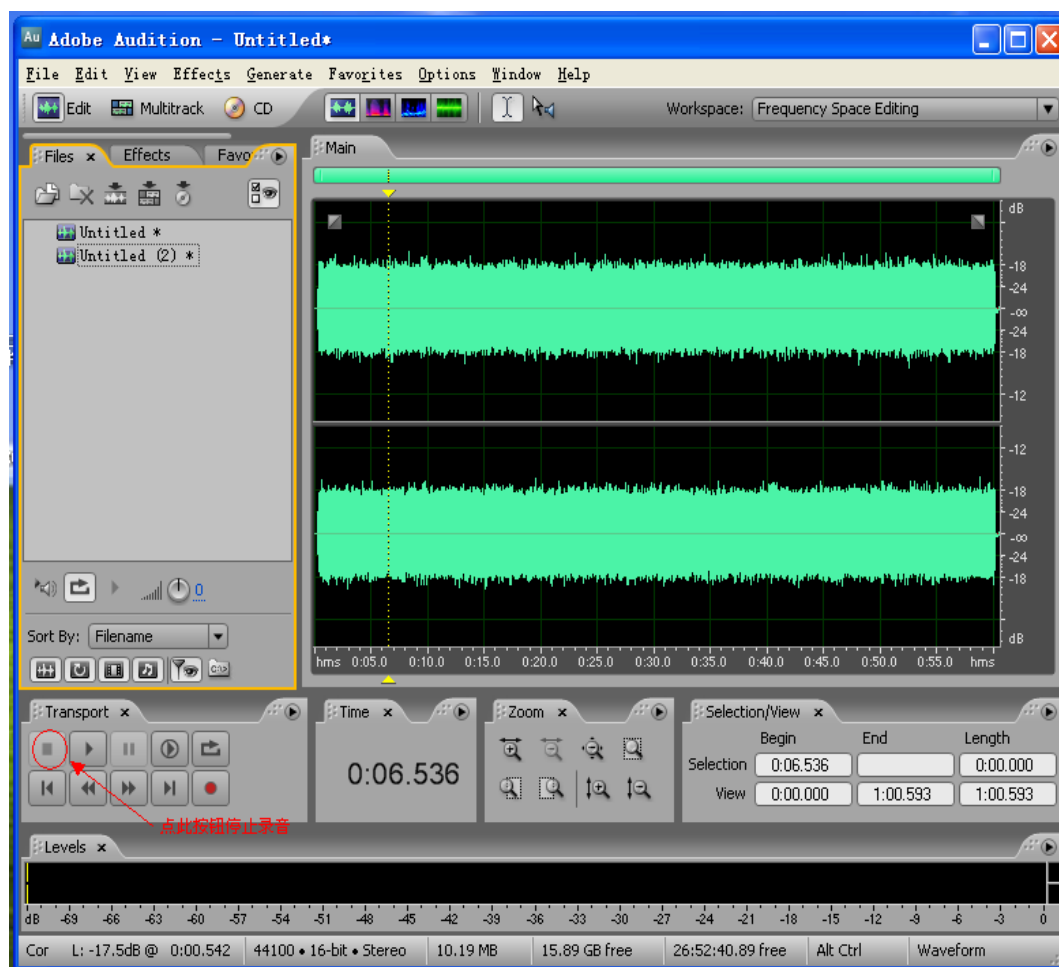 Au Adobe Audition - Untitled*
File Edit View Effects Generate Favorites Options Window Help
Edit Multitrack CD Workspace: Frequency Space Editing
Files x Effects Favo Main
Untitled *
Untitled (2) *
dB
-18
-24
-∞
-24
-18
-12
-12
-18
-24
-∞
-24
-18
dB
0
Sort By: Filename
hms 0:05.0 0:10.0 0:15.0 0:20.0 0:25.0 0:30.0 0:35.0 0:40.0 0:45.0 0:50.0 0:55.0 hms
Transport x Time x Zoom x Selection/View x
Begin End Length
Selection 0:06.536 0:00.000
View 0:00.000 1:00.593 1:00.593
0:06.536
点此按钮停止录音
Levels x
dB -69 -66 -63 -60 -57 -54 -51 -48 -45 -42 -39 -36 -33 -30 -27 -24 -21 -18 -15 -12 -9 -6 -3 0
Cor L: -17.5dB @ 0:00.542 44100 • 16-bit • Stereo 10.19 MB 15.89 GB free 26:52:40.89 free Alt Ctrl Waveform